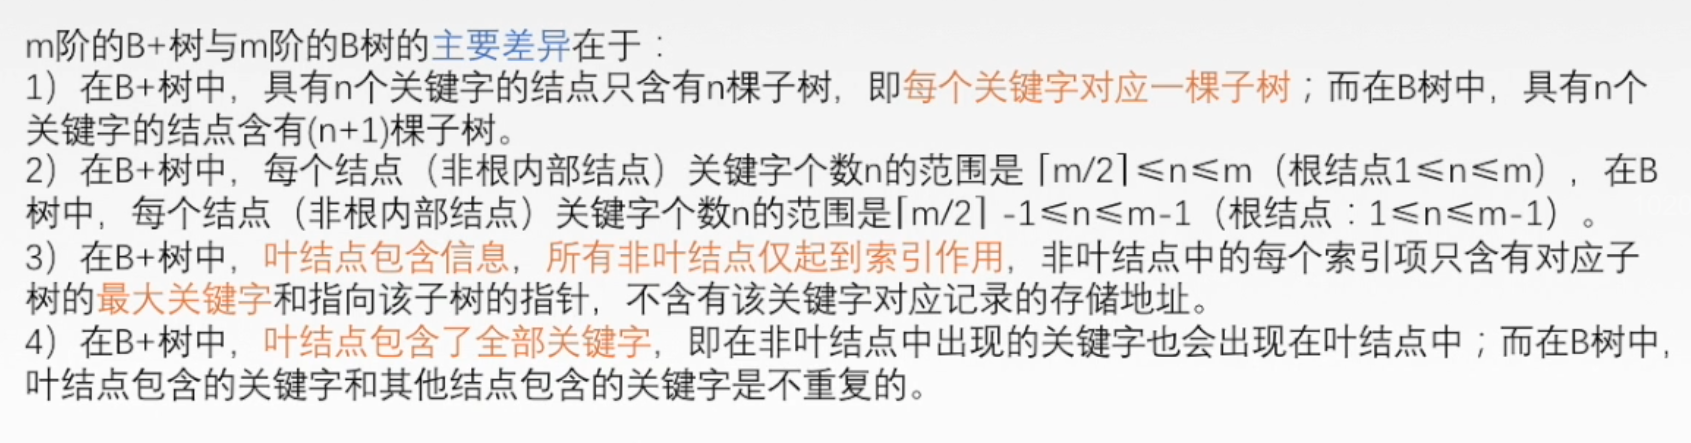 m阶的B+树与m阶的B树的主要差异在于：
1）在B+树中，具有n个关键字的结点只含有n棵子树，即每个关键字对应一棵子树；而在B树中，具有n个
关键字的结点含有(n+1)棵子树。
2）在B+树中，每个结点（非根内部结点）关键字个数n的范围是⌈m/2⌉≤n≤m（根结点1≤n≤m），在B
树中，每个结点（非根内部结点）关键字个数n的范围是⌈m/2⌉ -1≤n≤m-1（根结点：1≤n≤m-1）。
3）在B+树中，叶结点包含信息，所有非叶结点仅起到索引作用，非叶结点中的每个索引项只含有对应子
树的最大关键字和指向该子树的指针，不含有该关键字对应记录的存储地址。
4）在B+树中，叶结点包含了全部关键字，即在非叶结点中出现的关键字也会出现在叶结点中；而在B树中，
叶结点包含的关键字和其他结点包含的关键字是不重复的。